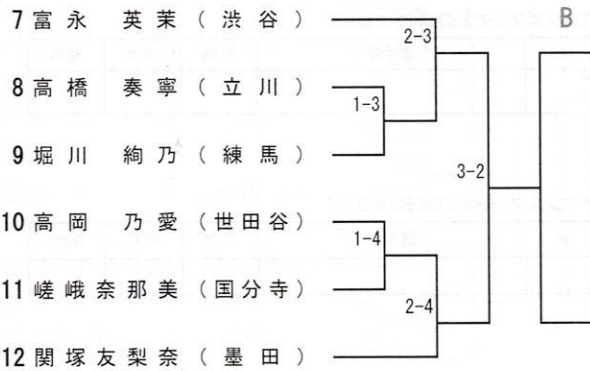 7 富永 英茉 (渋谷)
B
2-3
8 高橋 奏寧 (立川)
1-3
9 堀川 絢乃 (練馬)
3-2
10 高岡 乃愛 (世田谷)
1-4
11 嵯峨奈那美 (国分寺)
2-4
12 関塚友梨奈 (墨田)